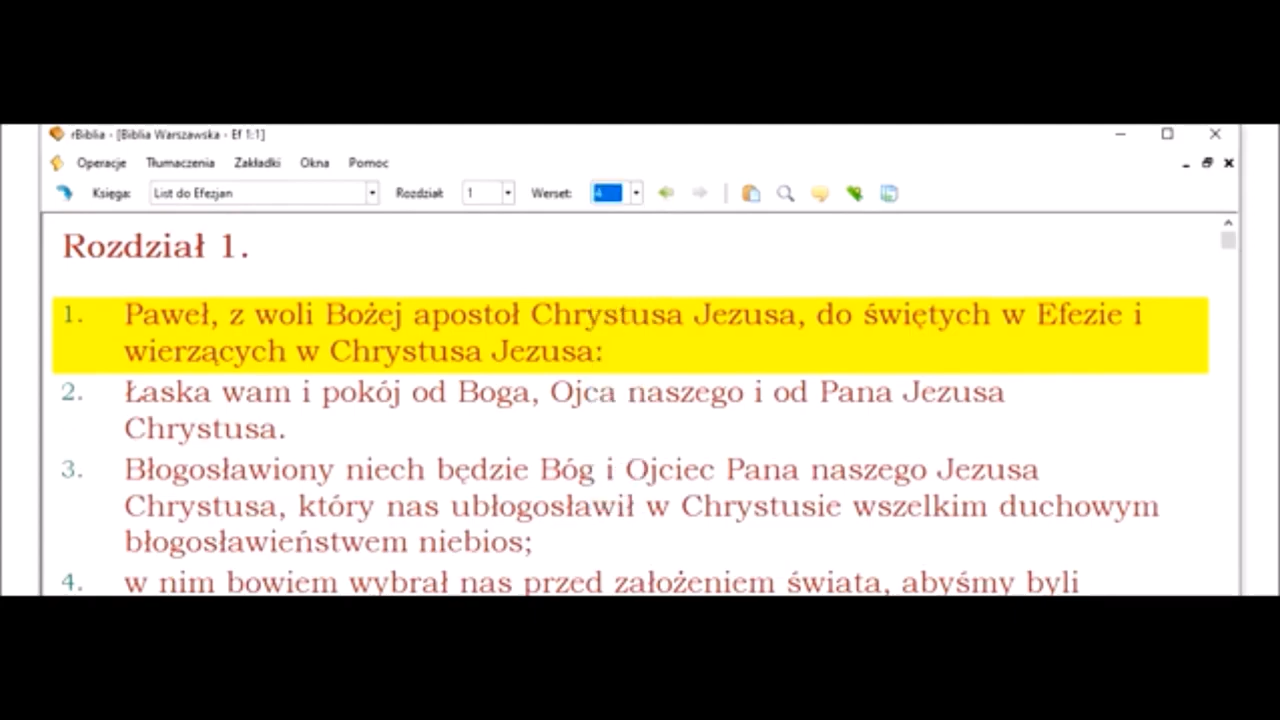 rBiblia - [Biblia Warszawska - Ef 1:1]
Operacje Tłumaczenia Zakładki Okna Pomoc
Księga: List do Efezjan Rozdział: 1 Werset: 4
Rozdział 1.
1. Paweł, z woli Bożej apostoł Chrystusa Jezusa, do świętych w Efezie i
wierzących w Chrystusa Jezusa:
2. Łaska wam i pokój od Boga, Ojca naszego i od Pana Jezusa
Chrystusa.
3. Błogosławiony niech będzie Bóg i Ojciec Pana naszego Jezusa
Chrystusa, który nas ubłogosławił w Chrystusie wszelkim duchowym
błogosławieństwem niebios;
4. w nim bowiem wybrał nas przed założeniem świata, abyśmy byli